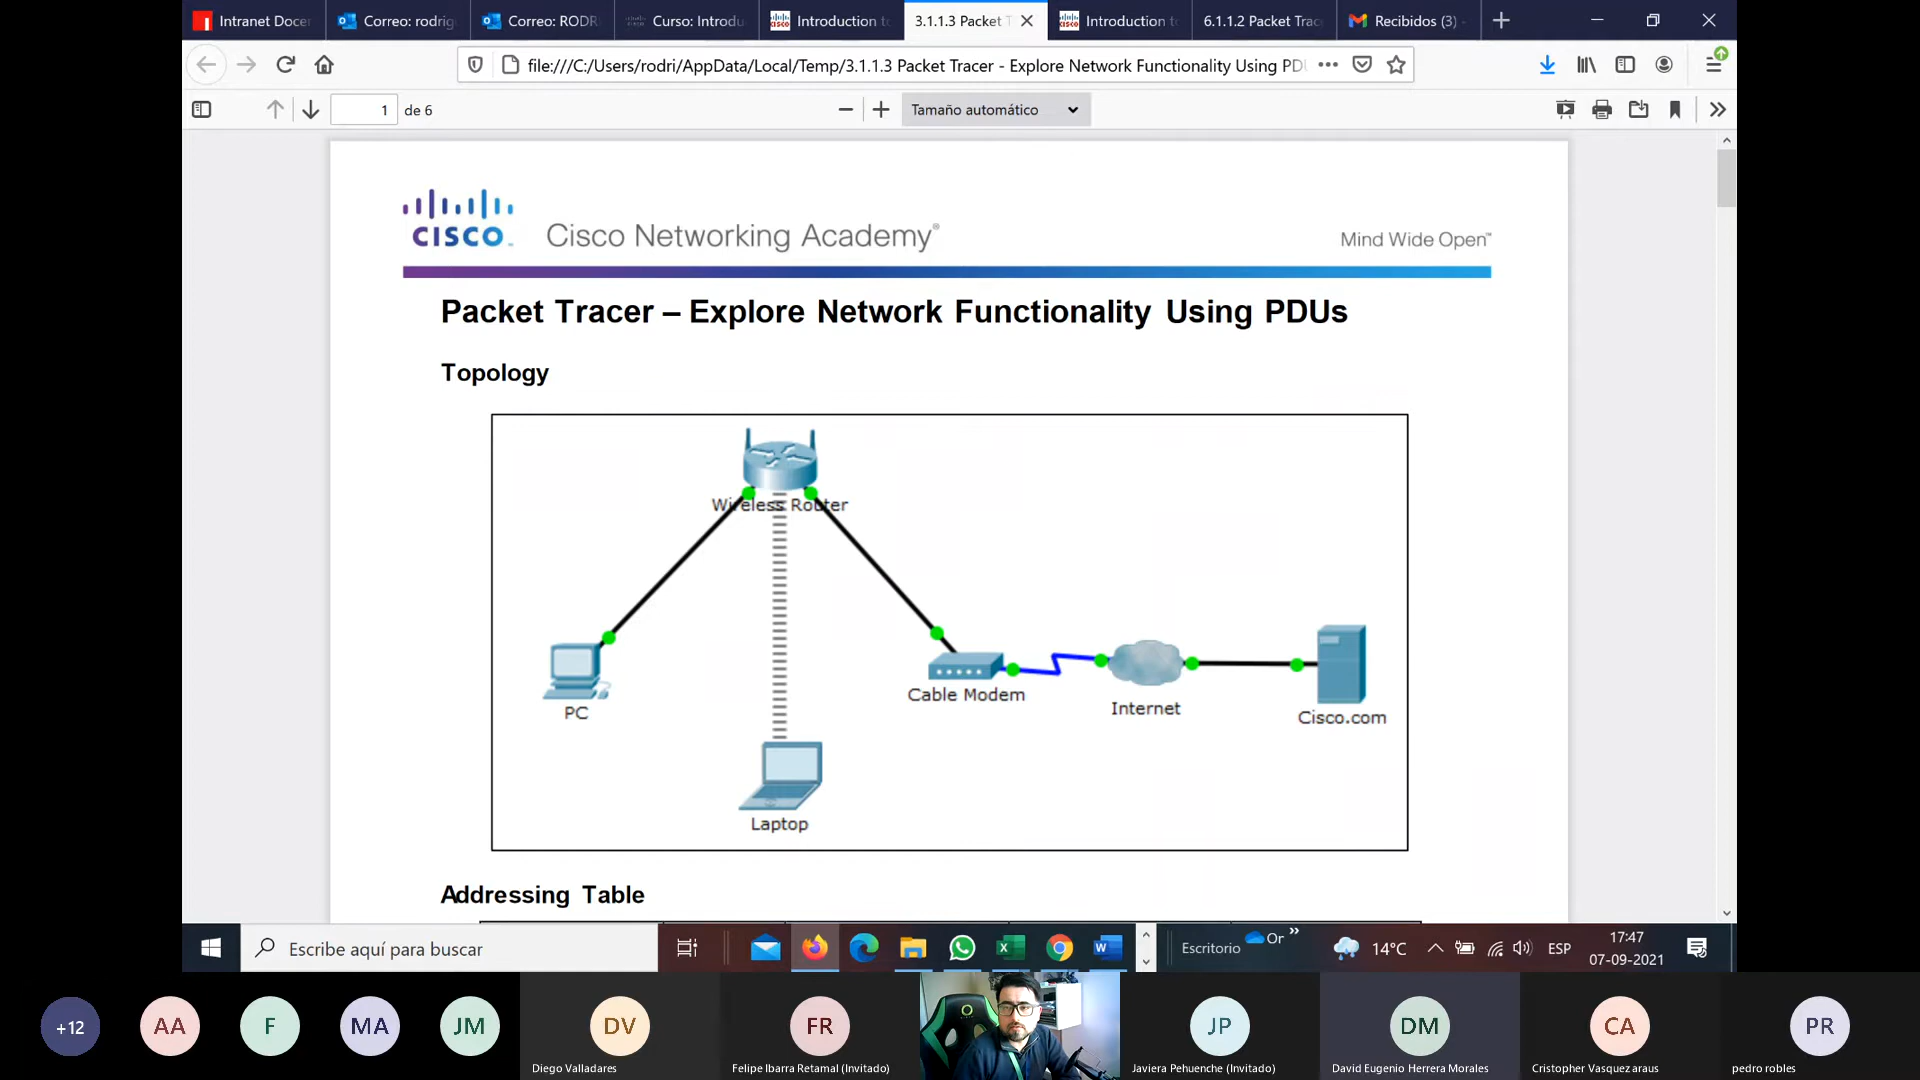 Intranet Doce
Correo: rodrig
Correo: RODR
Curso: Introdu
Introduction to
3.1.1.3 Packet T
Introduction to
6.1.1.2 Packet Trac
Recibidos (3) -
file:///C:/Users/rodri/AppData/Local/Temp/3.1.1.3 Packet Tracer - Explore Network Functionality Using PDU
1 de 6
Tamaño automático
CISCO
Cisco Networking Academy®
Mind Wide Open™
Packet Tracer – Explore Network Functionality Using PDUs
Topology
Wireless Router
PC
Cable Modem
Internet
Cisco.com
Laptop
Addressing Table
Escribe aquí para buscar
Escritorio
Or
14°C
ESP
17:47
07-09-2021
+12
AA
F
MA
JM
DV
FR
JP
DM
CA
PR
Diego Valladares
Felipe Ibarra Retamal (Invitado)
Javiera Pehuenche (Invitado)
David Eugenio Herrera Morales
Cristopher Vasquez araus
pedro robles